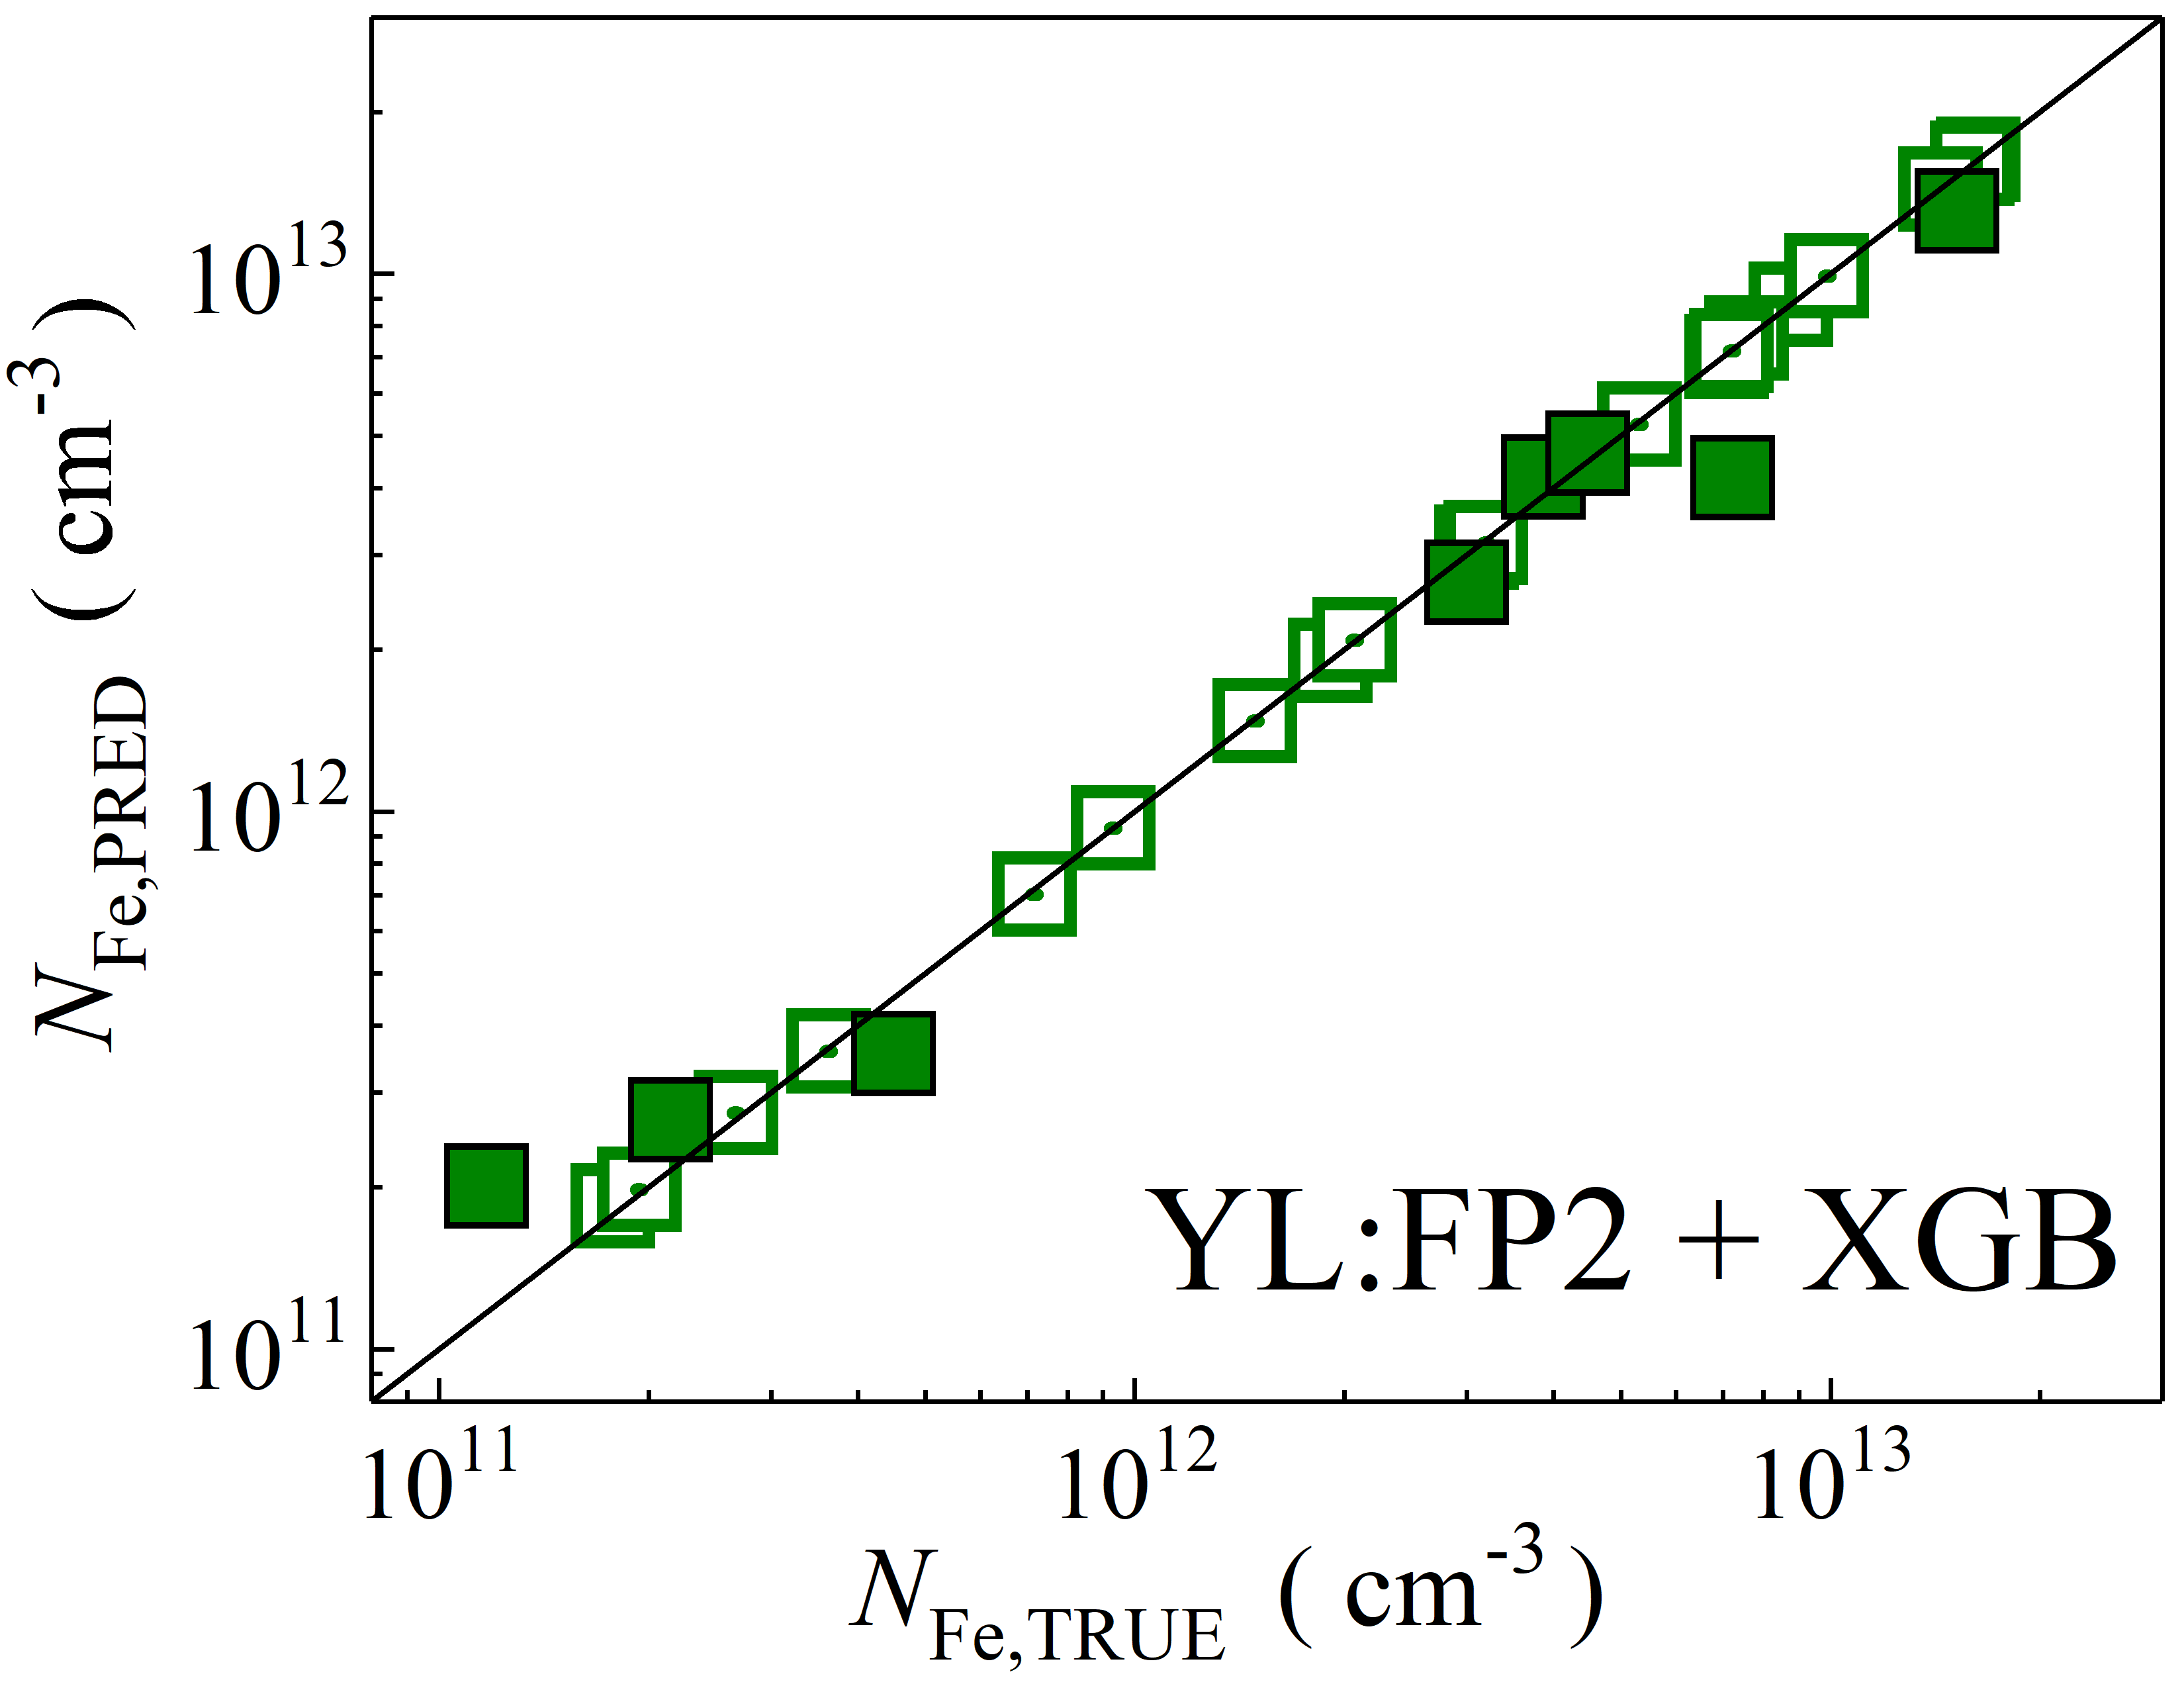 10^13
10^12
10^11
N_Fe,PRED ( cm^-3 )
YL:FP2 + XGB
10^11 10^12 10^13
N_Fe,TRUE ( cm^-3 )